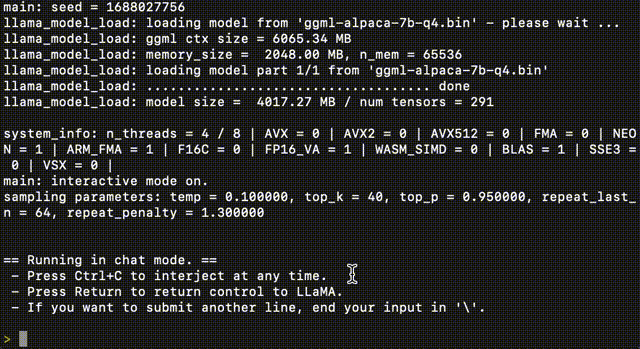 main: seed = 1688027756
llama_model_load: loading model from 'ggml-alpaca-7b-q4.bin' - please wait ...
llama_model_load: ggml ctx size = 6065.34 MB
llama_model_load: memory_size =  2048.00 MB, n_mem = 65536
llama_model_load: loading model part 1/1 from 'ggml-alpaca-7b-q4.bin'
llama_model_load: .................................... done
llama_model_load: model size =  4017.27 MB / num tensors = 291

system_info: n_threads = 4 / 8 | AVX = 0 | AVX2 = 0 | AVX512 = 0 | FMA = 0 | NEO
N = 1 | ARM_FMA = 1 | F16C = 0 | FP16_VA = 1 | WASM_SIMD = 0 | BLAS = 1 | SSE3 =
 0 | VSX = 0 |
main: interactive mode on.
sampling parameters: temp = 0.100000, top_k = 40, top_p = 0.950000, repeat_last_
n = 64, repeat_penalty = 1.300000


== Running in chat mode. ==
 - Press Ctrl+C to interject at any time.
 - Press Return to return control to LLaMA.
 - If you want to submit another line, end your input in '\'.

>